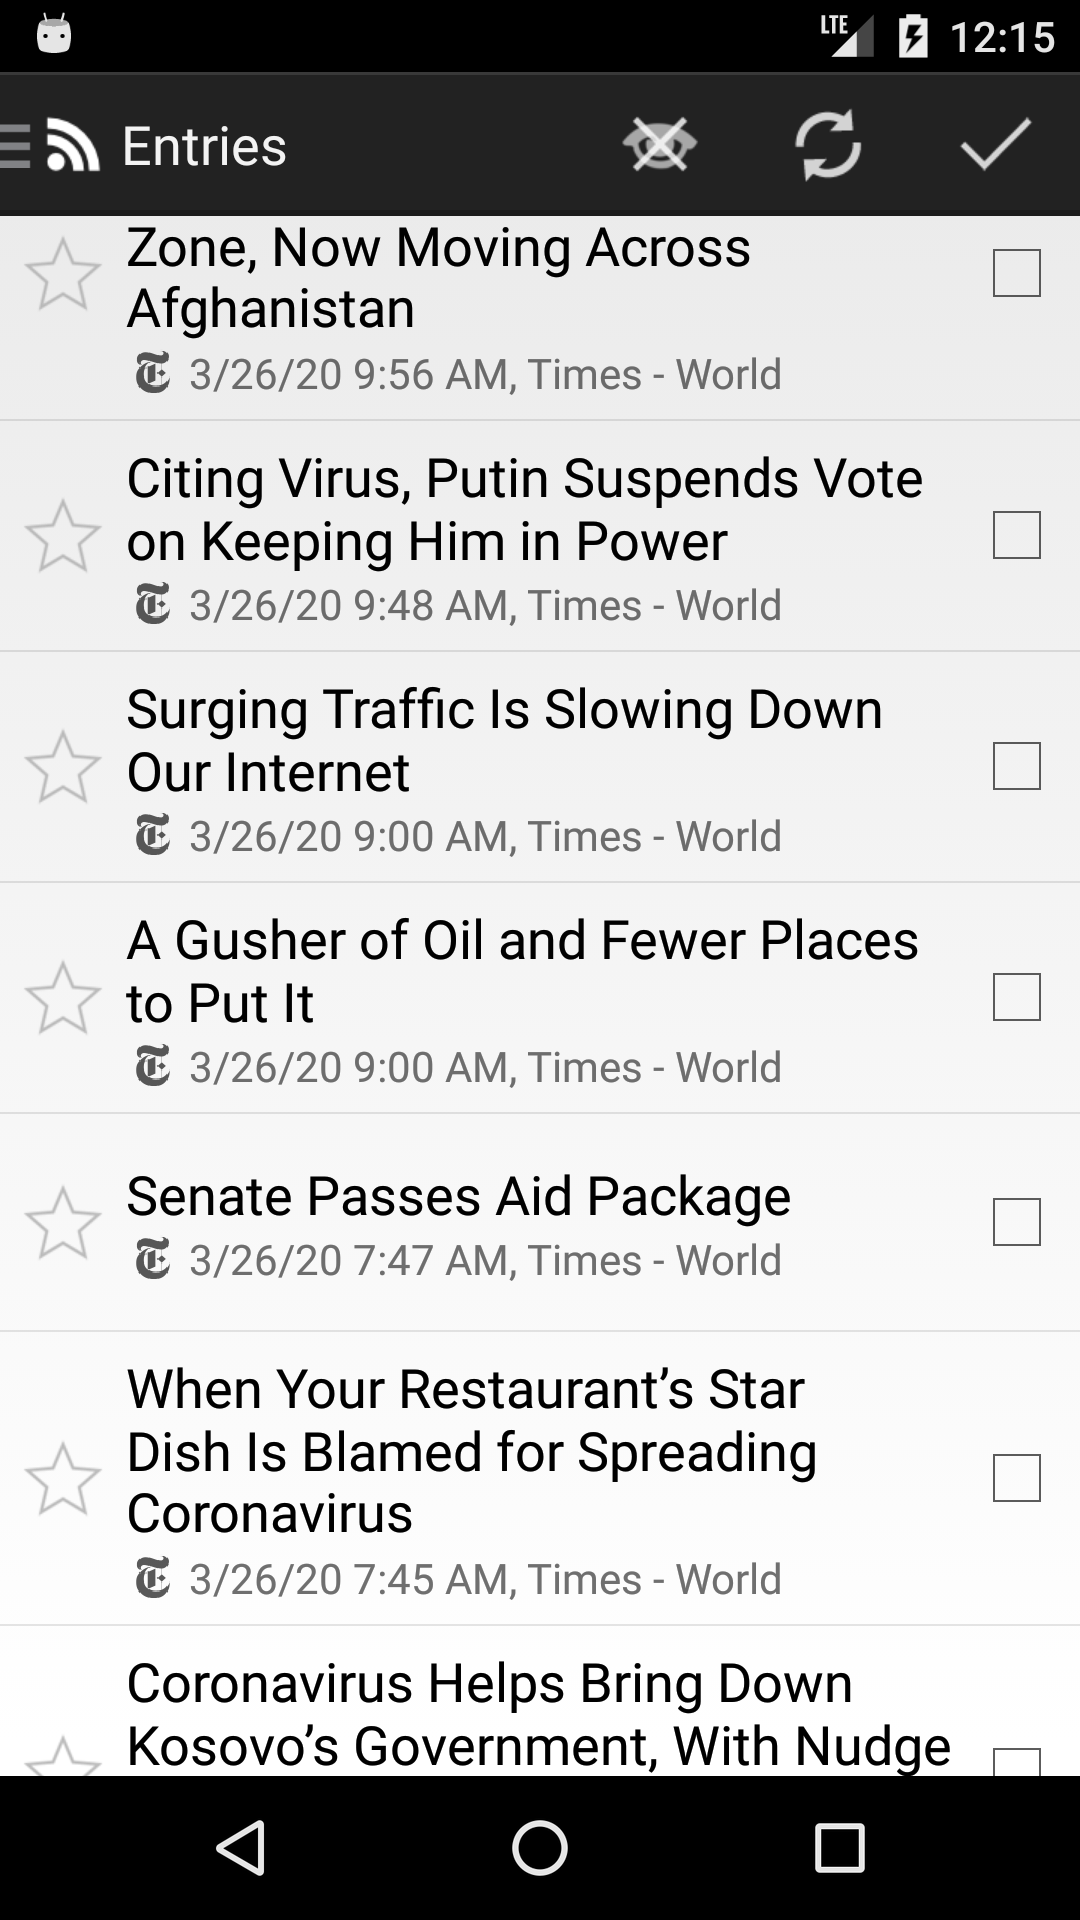 LTE 12:15
Entries
Zone, Now Moving Across
Afghanistan
3/26/20 9:56 AM, Times - World
Citing Virus, Putin Suspends Vote
on Keeping Him in Power
3/26/20 9:48 AM, Times - World
Surging Traffic Is Slowing Down
Our Internet
3/26/20 9:00 AM, Times - World
A Gusher of Oil and Fewer Places
to Put It
3/26/20 9:00 AM, Times - World
Senate Passes Aid Package
3/26/20 7:47 AM, Times - World
When Your Restaurant’s Star
Dish Is Blamed for Spreading
Coronavirus
3/26/20 7:45 AM, Times - World
Coronavirus Helps Bring Down
Kosovo’s Government, With Nudge